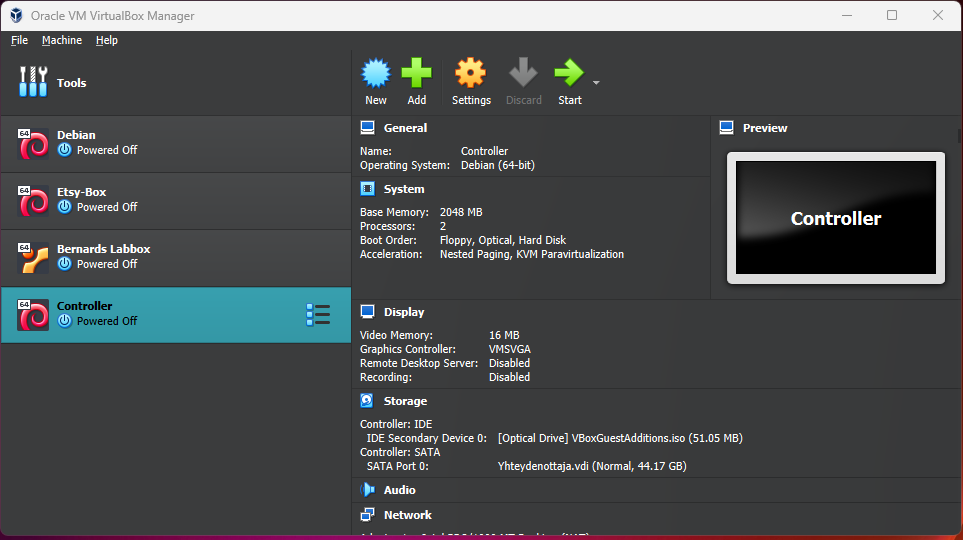 Oracle VM VirtualBox Manager
File Machine Help
Tools
New Add Settings Discard Start
64 Debian
Powered Off
64 Etsy-Box
Powered Off
64 Bernards Labbox
Powered Off
64 Controller
Powered Off
General
Name: Controller
Operating System: Debian (64-bit)
System
Base Memory: 2048 MB
Processors: 2
Boot Order: Floppy, Optical, Hard Disk
Acceleration: Nested Paging, KVM Paravirtualization
Preview
Controller
Display
Video Memory: 16 MB
Graphics Controller: VMSVGA
Remote Desktop Server: Disabled
Recording: Disabled
Storage
Controller: IDE
IDE Secondary Device 0: [Optical Drive] VBoxGuestAdditions.iso (51.05 MB)
Controller: SATA
SATA Port 0: Yhteydenottaja.vdi (Normal, 44.17 GB)
Audio
Network